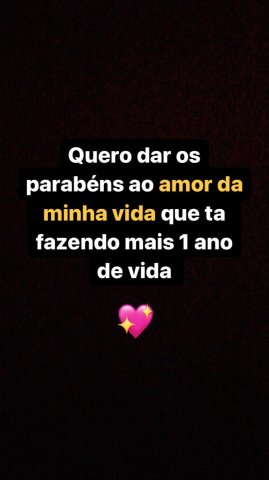 Quero dar os
parabéns ao amor da
minha vida que ta
fazendo mais 1 ano
de vida